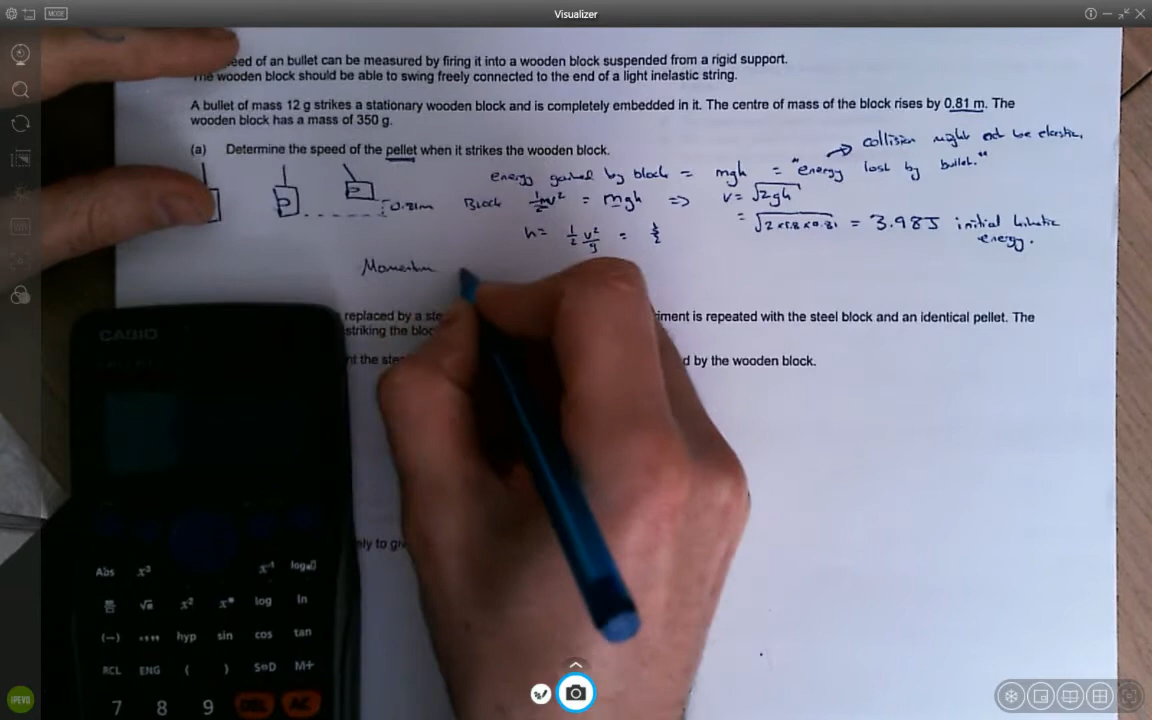 MODE
Visualizer
eed of an bullet can be measured by firing it into a wooden block suspended from a rigid support.
The wooden block should be able to swing freely connected to the end of a light inelastic string.
A bullet of mass 12 g strikes a stationary wooden block and is completely embedded in it. The centre of mass of the block rises by 0.81 m. The
wooden block has a mass of 350 g.
(a) Determine the speed of the pellet when it strikes the wooden block.
collision might not be elastic.
energy gained by block = mgh = "energy lost by bullet."
0.81m Block ½mv² = mgh => v = √2gh
= √2 x 9.8 x 0.81 = 3.98J initial kinetic
energy.
h = ½ v²/g =
Momentum
replaced by a ste iment is repeated with the steel block and an identical pellet. The
striking the bloc
nt the stee d by the wooden block.
ely to gr
CASIO
Abs x³ x⁻¹ log
√ x² log ln
(−) hyp sin cos tan
RCL ENG ( ) S⇔D M+
7 8 9 DEL AC
IPEVO